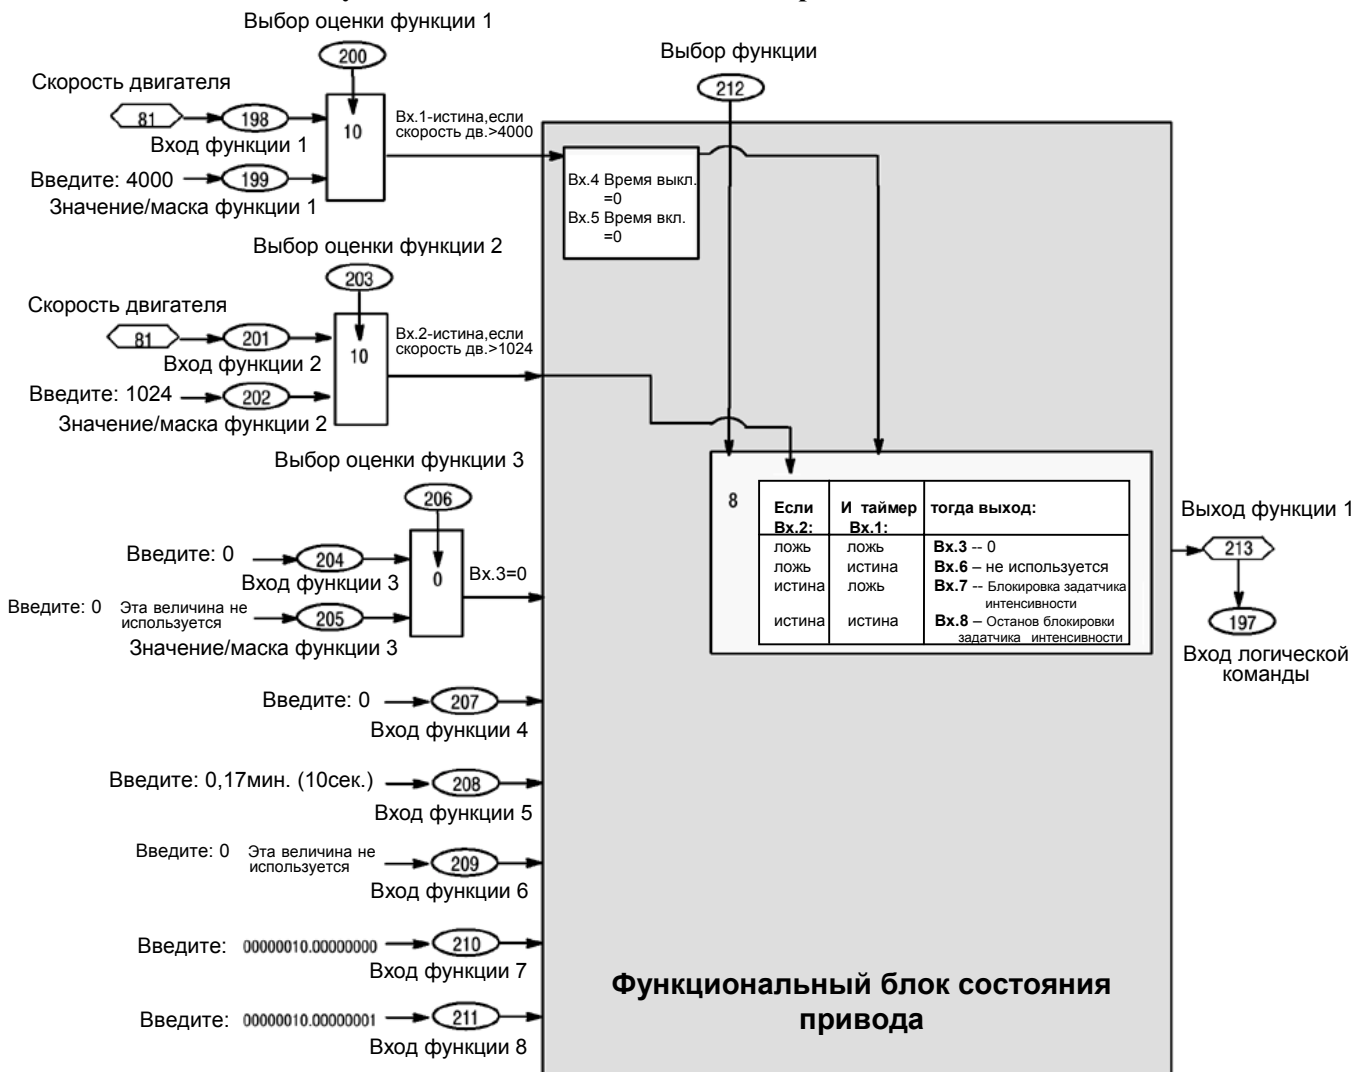 Выбор оценки функции 1
200
Выбор функции
212
Скорость двигателя
81
198
10
Вх.1-истина,если
скорость дв.>4000
Вход функции 1
Введите: 4000
199
Значение/маска функции 1
Вх.4 Время выкл.
=0
Вх.5 Время вкл.
=0
Выбор оценки функции 2
203
Скорость двигателя
81
201
10
Вх.2-истина,если
скорость дв.>1024
Вход функции 2
Введите: 1024
202
Значение/маска функции 2
Выбор оценки функции 3
206
8
Если Вх.2: И таймер Вх.1: тогда выход:
ложь ложь Вх.3 -- 0
ложь истина Вх.6 – не используется
истина ложь Вх.7 -- Блокировка задатчика
интенсивности
истина истина Вх.8 – Останов блокировки
задатчика интенсивности
Выход функции 1
213
197
Вход логической
команды
Введите: 0
204
0
Вх.3=0
Вход функции 3
Введите: 0 Эта величина не
используется
205
Значение/маска функции 3
Введите: 0
207
Вход функции 4
Введите: 0,17мин. (10сек.)
208
Вход функции 5
Введите: 0 Эта величина не
используется
209
Вход функции 6
Введите: 00000010.00000000
210
Вход функции 7
Введите: 00000010.00000001
211
Вход функции 8
Функциональный блок состояния
привода